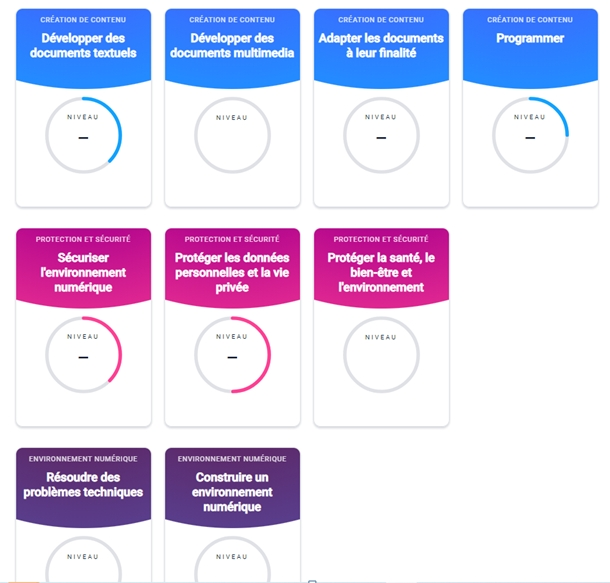 CRÉATION DE CONTENU
Développer des
documents textuels
NIVEAU
–
CRÉATION DE CONTENU
Développer des
documents multimedia
NIVEAU
CRÉATION DE CONTENU
Adapter les documents
à leur finalité
NIVEAU
–
CRÉATION DE CONTENU
Programmer
NIVEAU
–
PROTECTION ET SÉCURITÉ
Sécuriser
l'environnement
numérique
NIVEAU
–
PROTECTION ET SÉCURITÉ
Protéger les données
personnelles et la vie
privée
NIVEAU
–
PROTECTION ET SÉCURITÉ
Protéger la santé, le
bien-être et
l'environnement
NIVEAU
ENVIRONNEMENT NUMÉRIQUE
Résoudre des
problèmes techniques
NIVEAU
ENVIRONNEMENT NUMÉRIQUE
Construire un
environnement
numérique
NIVEAU